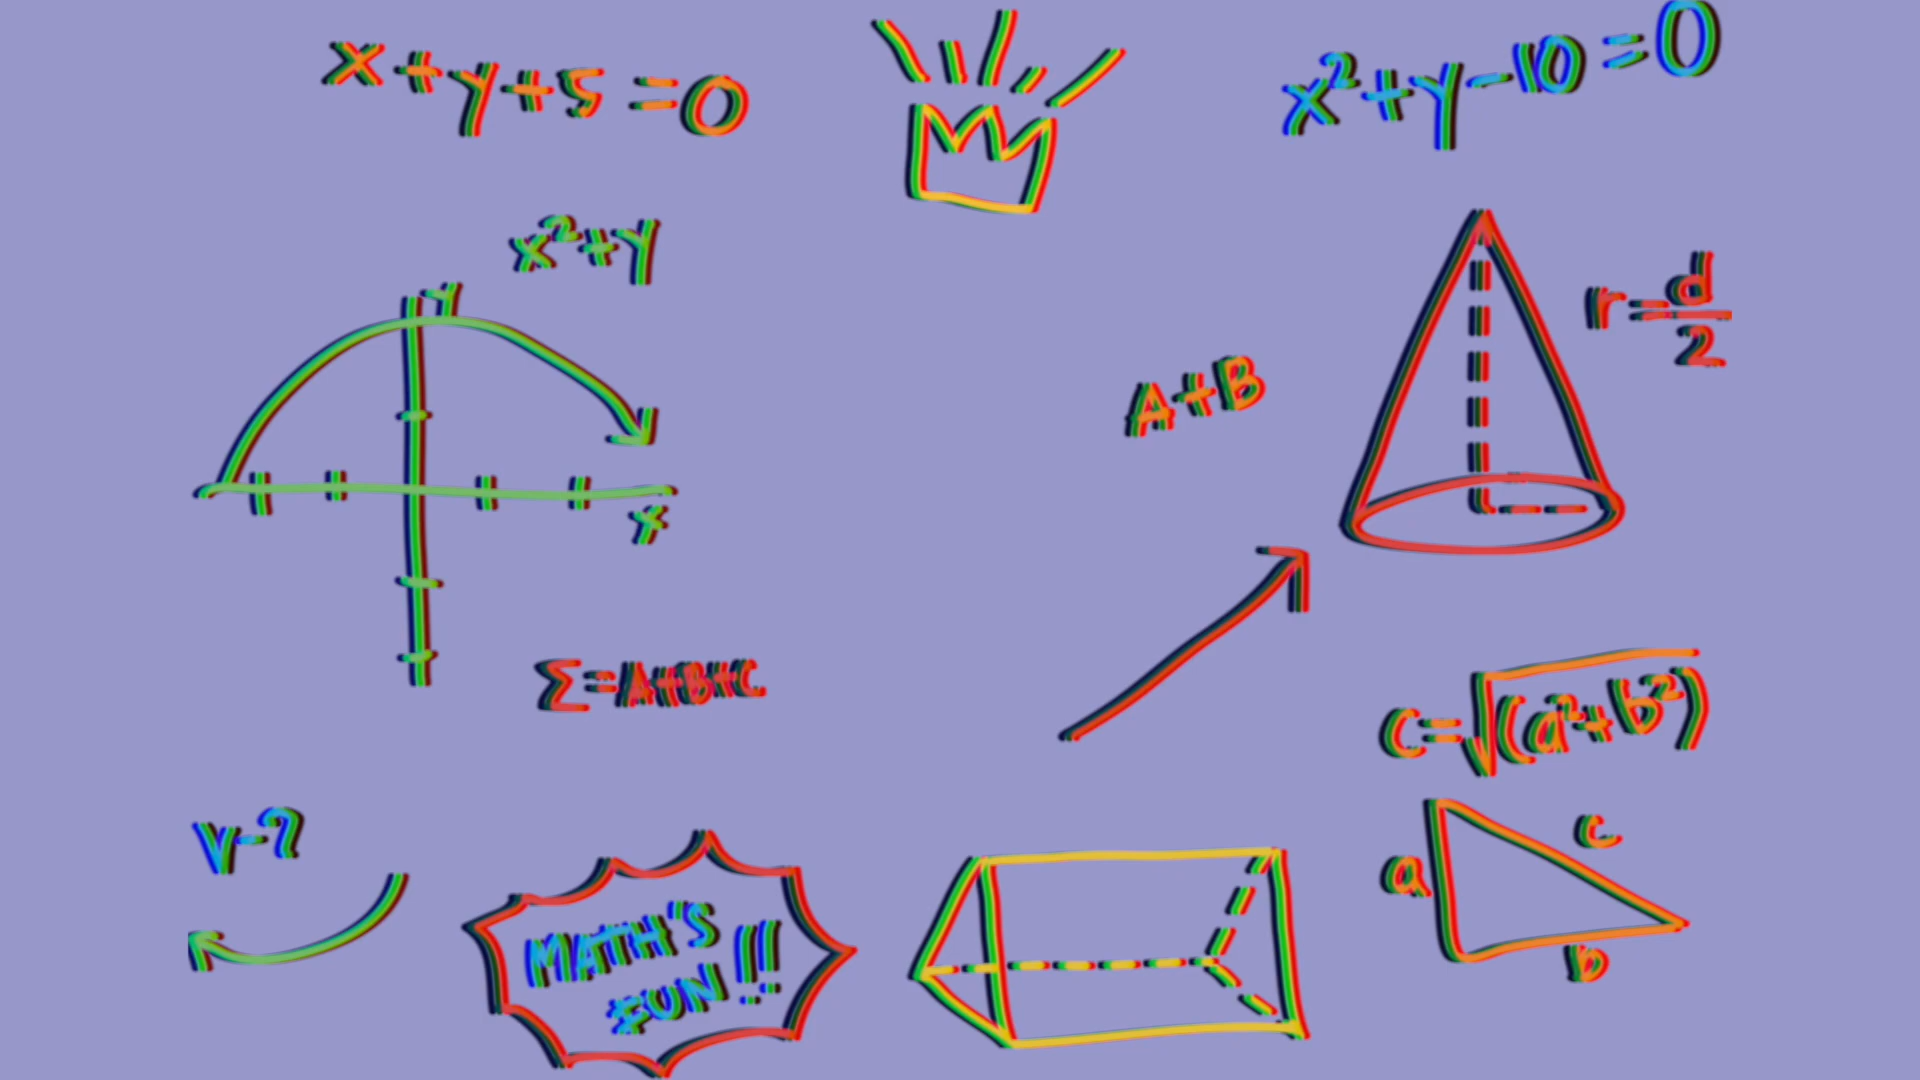 x+y+5=0
x²+y-10=0
x²+y
y
r=d/2
A+B
x
Σ=A+B+C
c=√(a²+b²)
v-?
c
a
MATH'S
FUN!!!
b